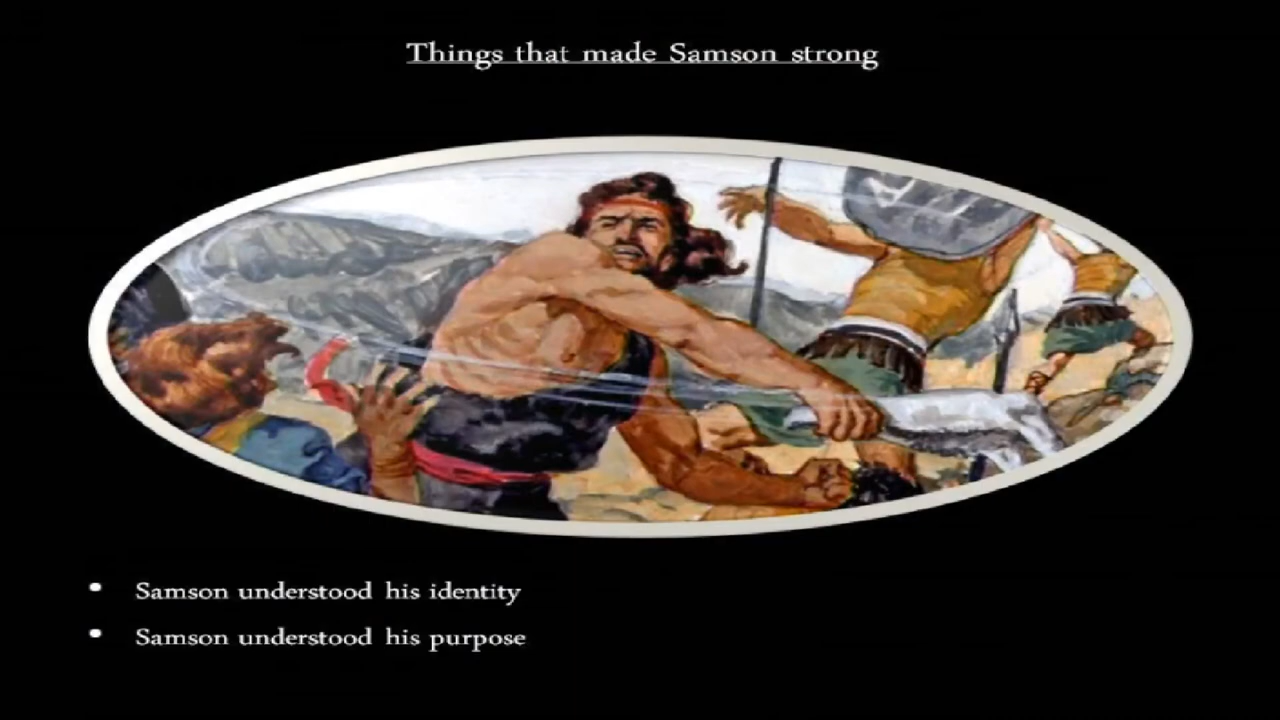 Things that made Samson strong
• Samson understood his identity
• Samson understood his purpose